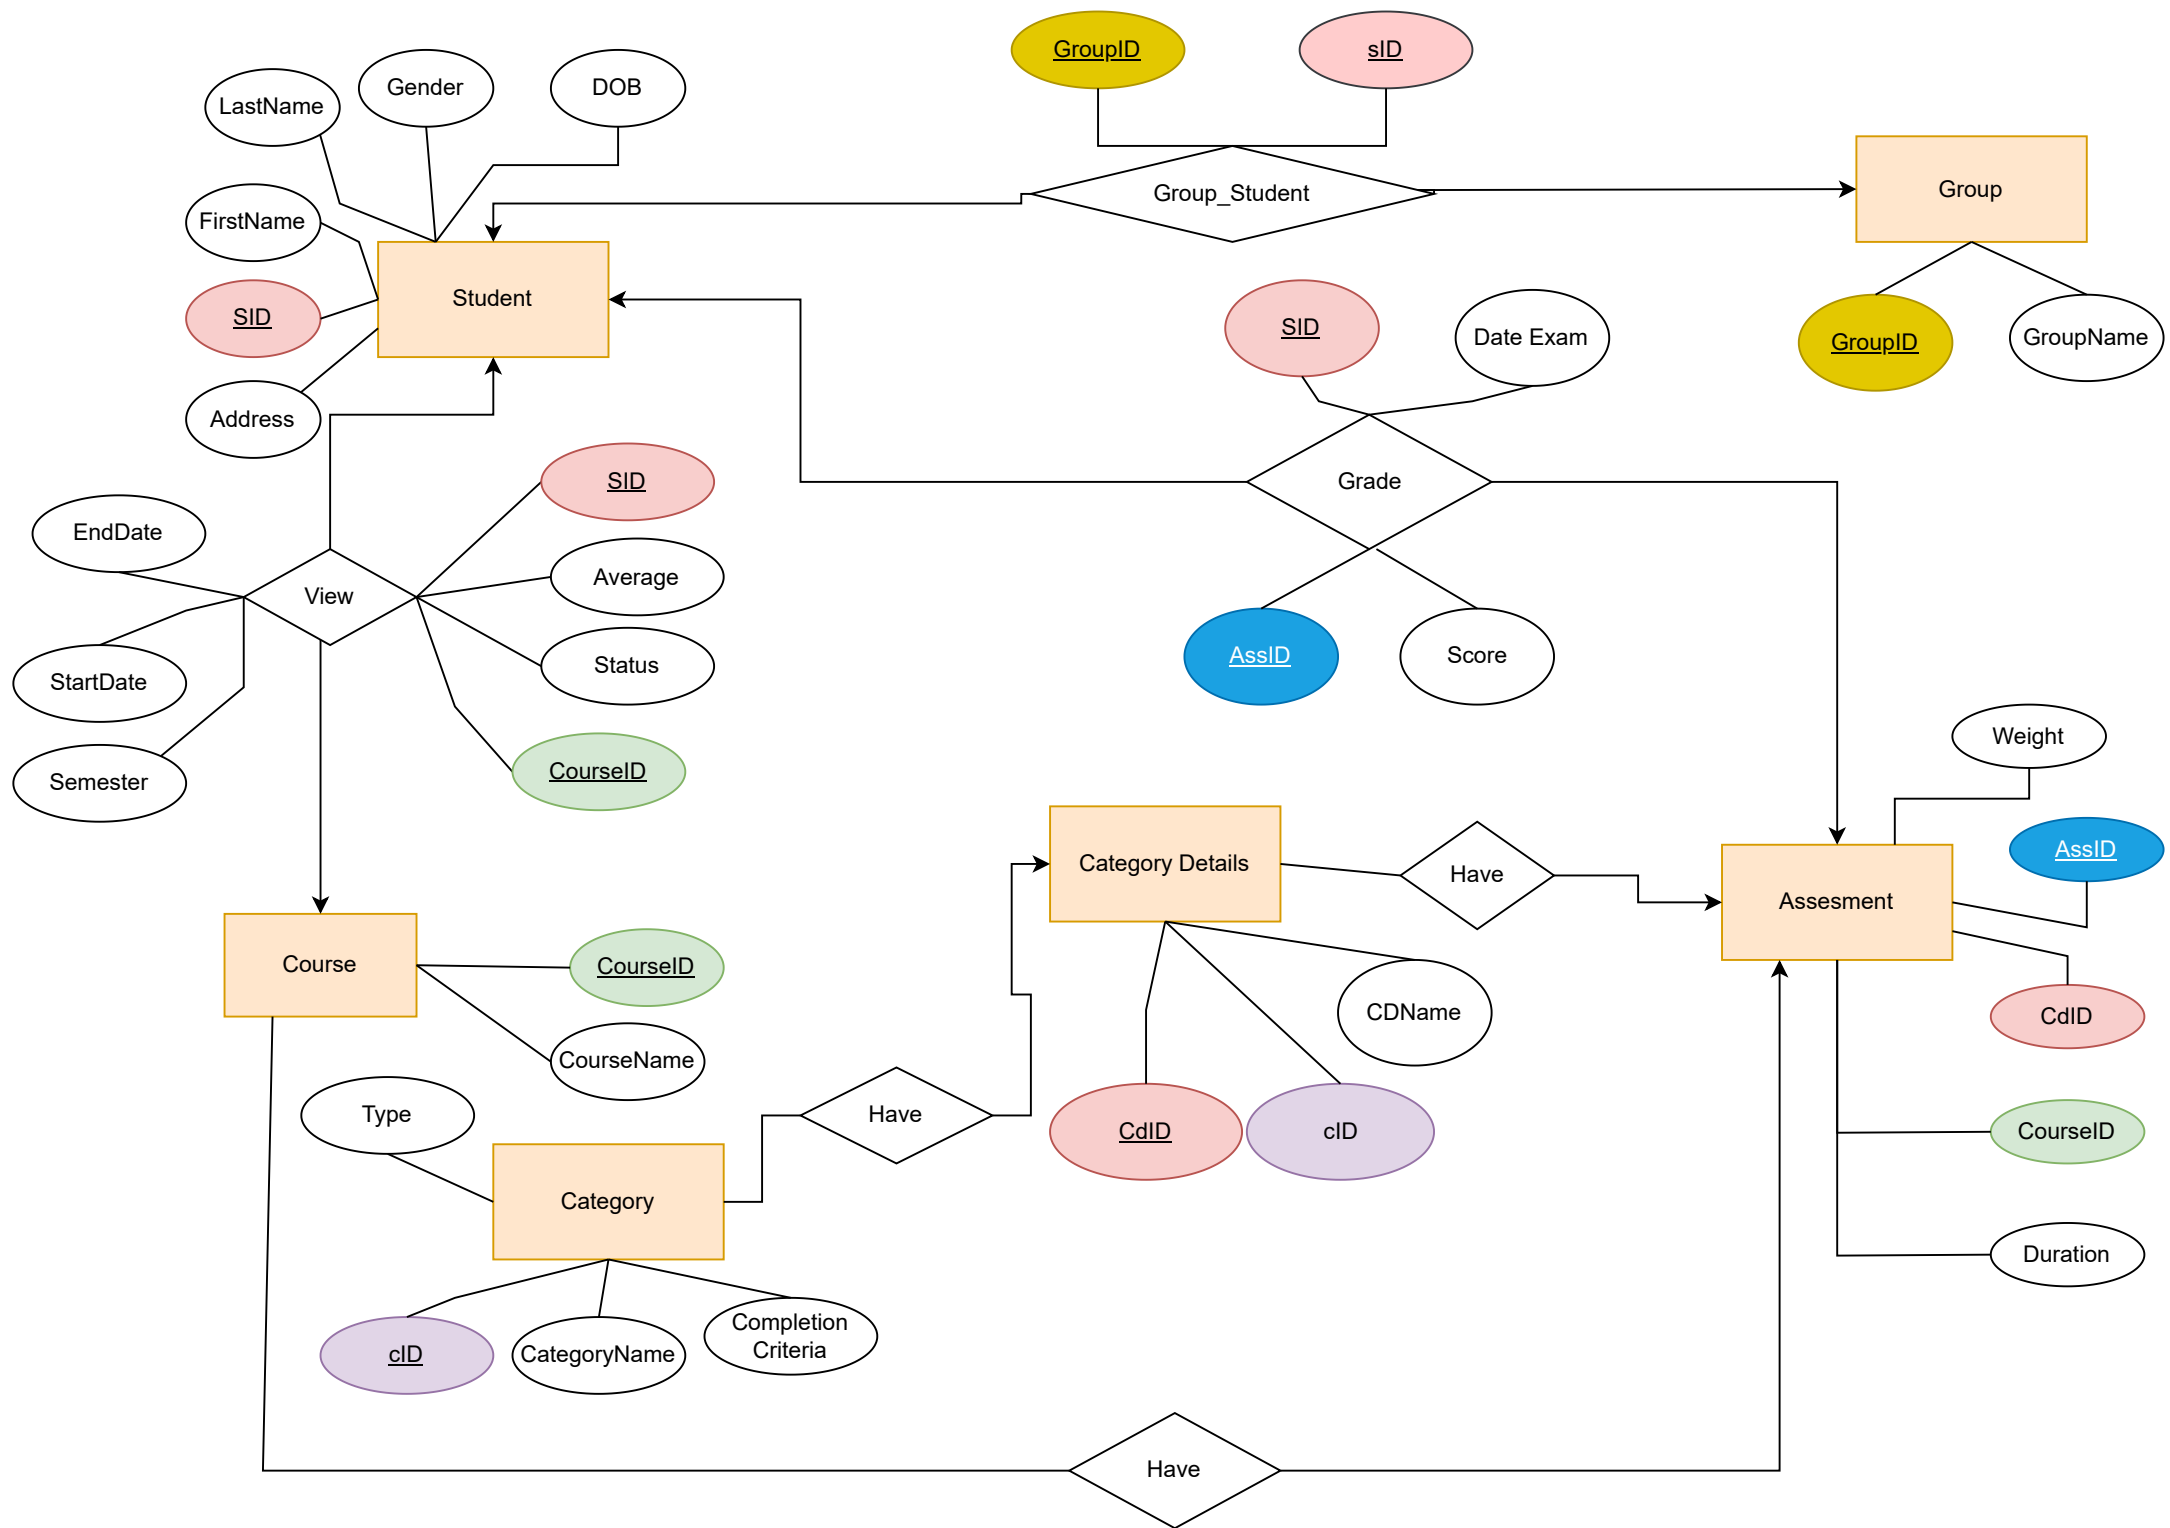 GroupID
sID
Gender
DOB
LastName
Group_Student
Group
FirstName
Student
SID
SID
Date Exam
GroupID
GroupName
Address
SID
Grade
EndDate
Average
View
Status
AssID
Score
StartDate
Semester
CourseID
Weight
AssID
Category Details
Have
Assesment
Course
CourseID
CDName
CdID
CourseName
Type
Have
CdID
cID
CourseID
Category
Duration
cID
CategoryName
Completion
Criteria
Have